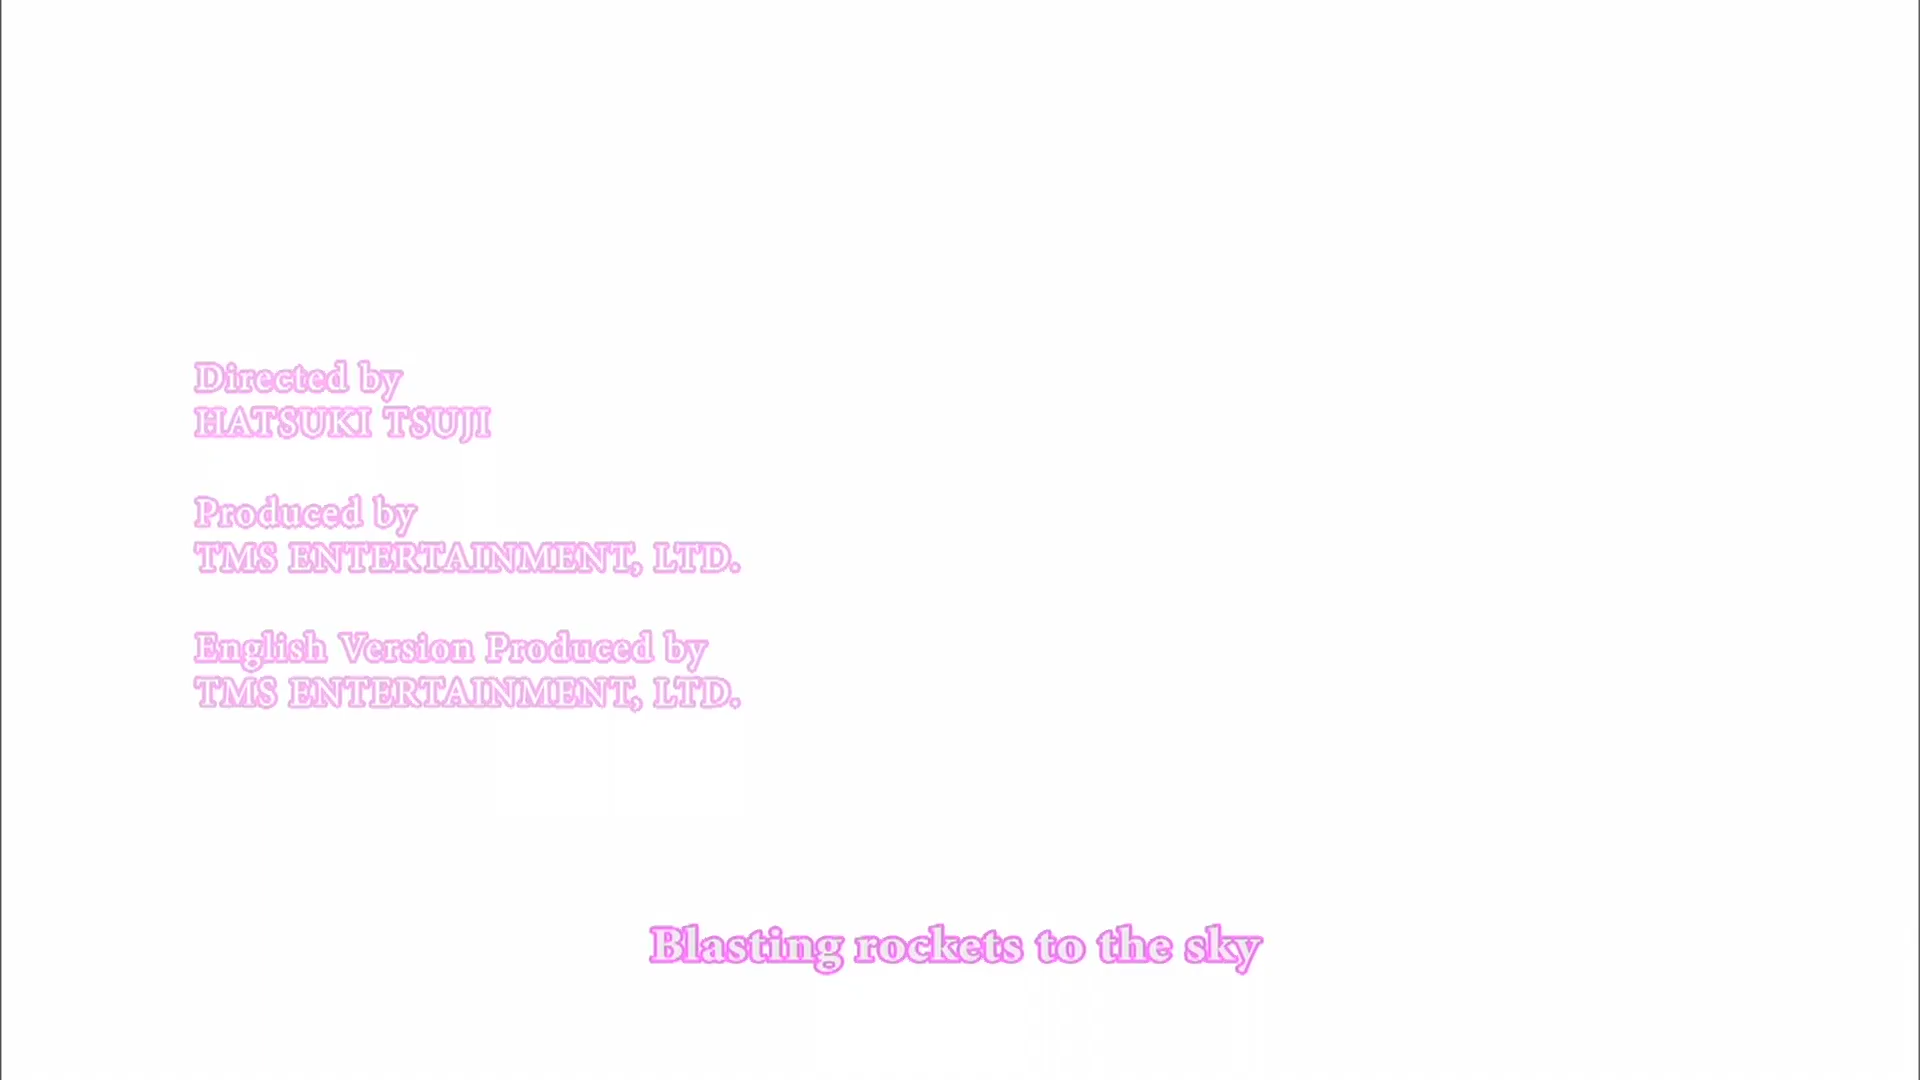 Directed by
HATSUKI TSUJI
Produced by
TMS ENTERTAINMENT, LTD.
English Version Produced by
TMS ENTERTAINMENT, LTD.
Blasting rockets to the sky